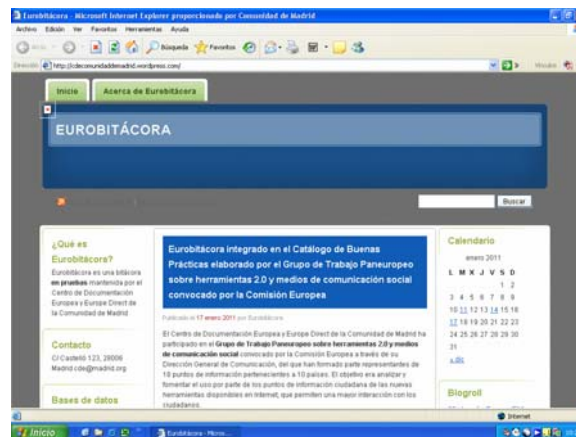 Eurobitácora - Microsoft Internet Explorer proporcionado por Comunidad de Madrid
Archivo Edición Ver Favoritos Herramientas Ayuda
Búsqueda Favoritos
Dirección http://cdecomunidaddemadrid.wordpress.com/
Inicio Acerca de Eurobitácora
EUROBITÁCORA
Buscar
¿Qué es
Eurobitácora?
Eurobitácora es una bitácora
en pruebas mantenida por el
Centro de Documentación
Europea y Europe Direct de
la Comunidad de Madrid
Contacto
C/ Castelló 123, 28006
Madrid cde@madrid.org
Bases de datos
Eurobitácora integrado en el Catálogo de Buenas
Prácticas elaborado por el Grupo de Trabajo Paneuropeo
sobre herramientas 2.0 y medios de comunicación social
convocado por la Comisión Europea
Publicado el 17 enero 2011 por Eurobitácora
El Centro de Documentación Europea y Europe Direct de la Comunidad de Madrid ha
participado en el Grupo de Trabajo Paneuropeo sobre herramientas 2.0 y medios
de comunicación social convocado por la Comisión Europea a través de su
Dirección General de Comunicación, del que han formado parte representantes de
18 puntos de información pertenecientes a 10 países. El objetivo era analizar y
fomentar el uso por parte de los puntos de información ciudadana de las nuevas
herramientas disponibles en Internet, que permiten una mayor interacción con los
ciudadanos.
Calendario
enero 2011
L M X J V S D
1 2
3 4 5 6 7 8 9
10 11 12 13 14 15 16
17 18 19 20 21 22 23
24 25 26 27 28 29 30
31
« dic
Blogroll
Internet
Inicio
Eurobitácora - Micros...